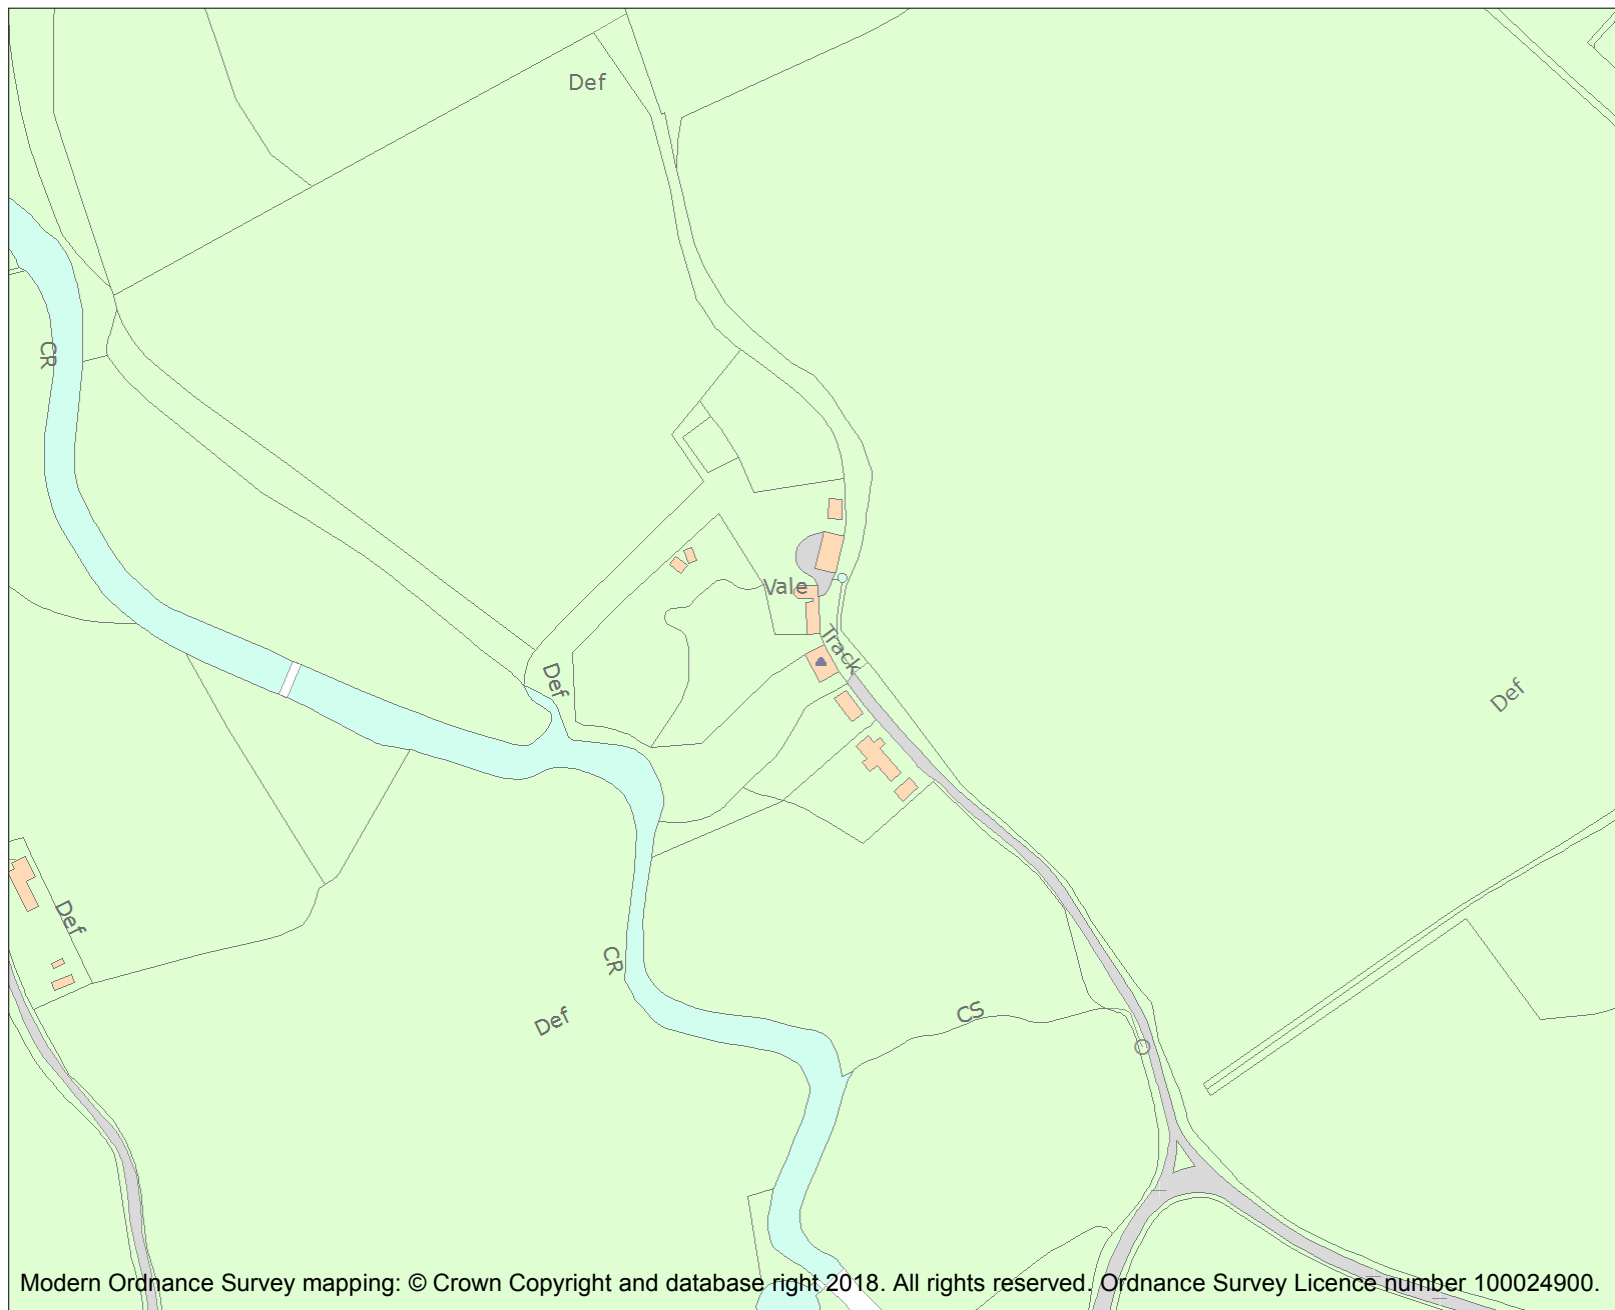 Def
CR
Vale
Track
Def
Def
Def
CR
CS
Def
Modern Ordnance Survey mapping: © Crown Copyright and database right 2018. All rights reserved. Ordnance Survey Licence number 100024900.